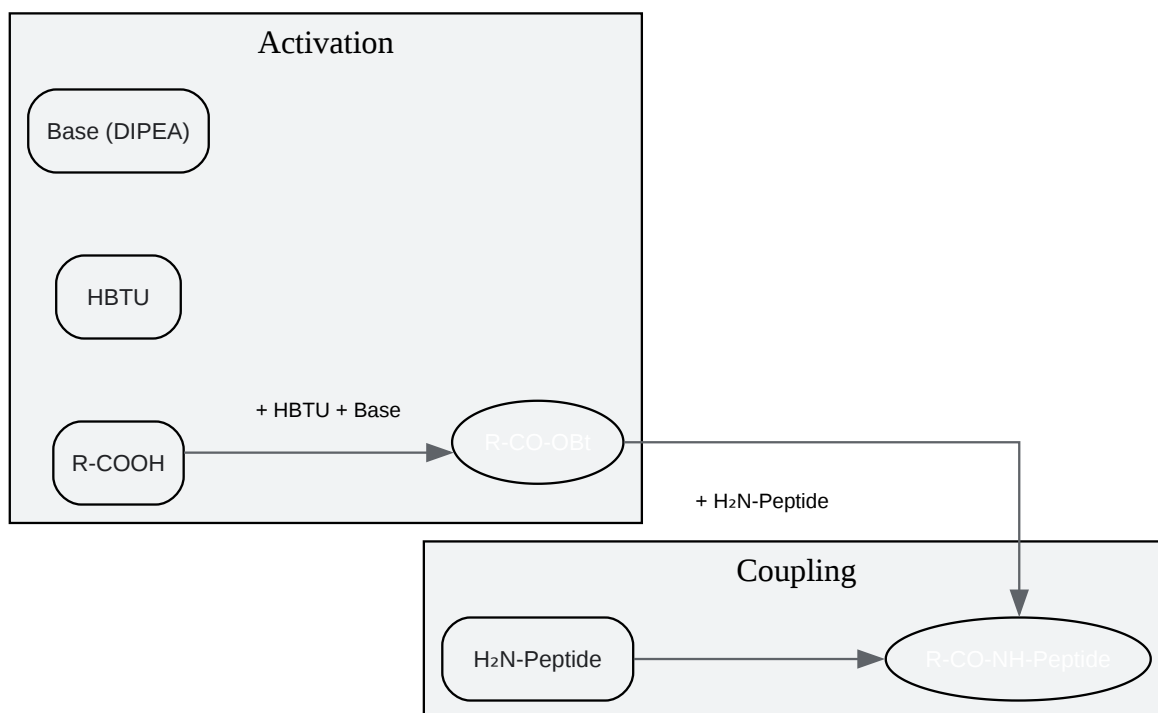 Activation
Base (DIPEA)
HBTU
+ HBTU + Base
R-COOH
R-CO-OBt
+ H₂N-Peptide
Coupling
H₂N-Peptide
R-CO-NH-Peptide